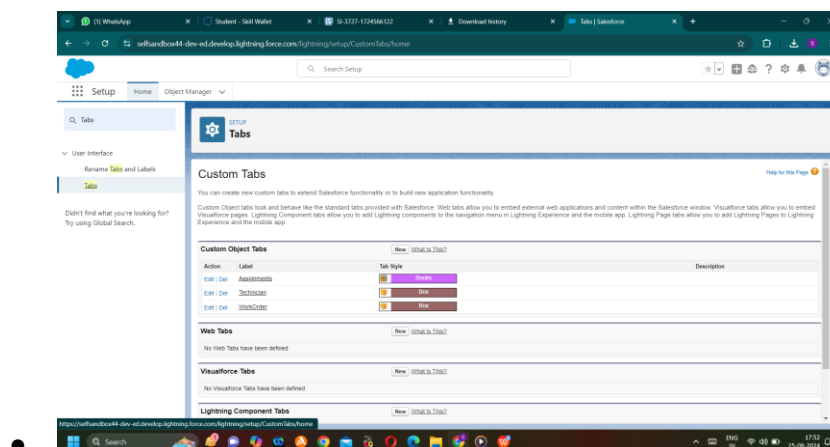 (1) WhatsApp
Student - Skill Wallet
SI-3727-1724566122
Download history
Tabs | Salesforce
selfsandbox44-dev-ed.develop.lightning.force.com/lightning/setup/CustomTabs/home
Search Setup
Setup
Home
Object Manager
Tabs
SETUP
Tabs
User Interface
Rename Tabs and Labels
Tabs
Didn't find what you're looking for?
Try using Global Search.
Custom Tabs
Help for this Page
You can create new custom tabs to extend Salesforce functionality or to build new application functionality.
Custom Object tabs look and behave like the standard tabs provided with Salesforce. Web tabs allow you to embed external web applications and content within the Salesforce window. Visualforce tabs allow you to embed
Visualforce pages. Lightning Component tabs allow you to add Lightning components to the navigation menu in Lightning Experience and the mobile app. Lightning Page tabs allow you to add Lightning Pages to Lightning
Experience and the mobile app.
Custom Object Tabs New What Is This?
Action Label Tab Style Description
Edit | Del Assignments Books
Edit | Del Technician Box
Edit | Del WorkOrder Box
Web Tabs New What Is This?
No Web Tabs have been defined
Visualforce Tabs New What Is This?
No Visualforce Tabs have been defined
Lightning Component Tabs New What Is This?
https://selfsandbox44-dev-ed.develop.lightning.force.com/lightning/setup/CustomTabs/home
Search
ENG
IN
17:52
25-08-2024